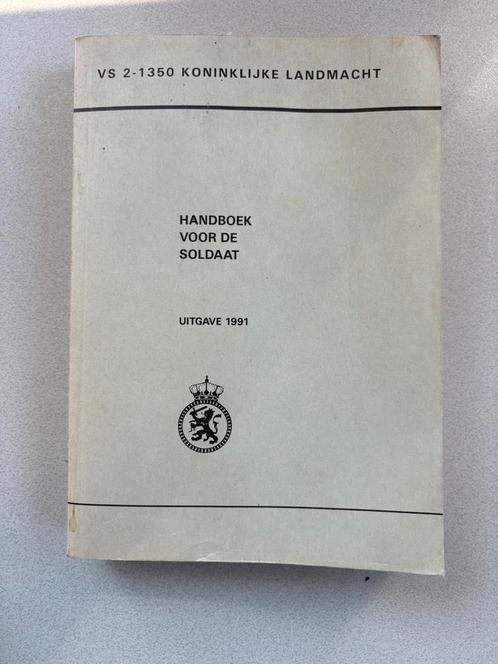 VS 2-1350 KONINKLIJKE LANDMACHT
HANDBOEK
VOOR DE
SOLDAAT
UITGAVE 1991